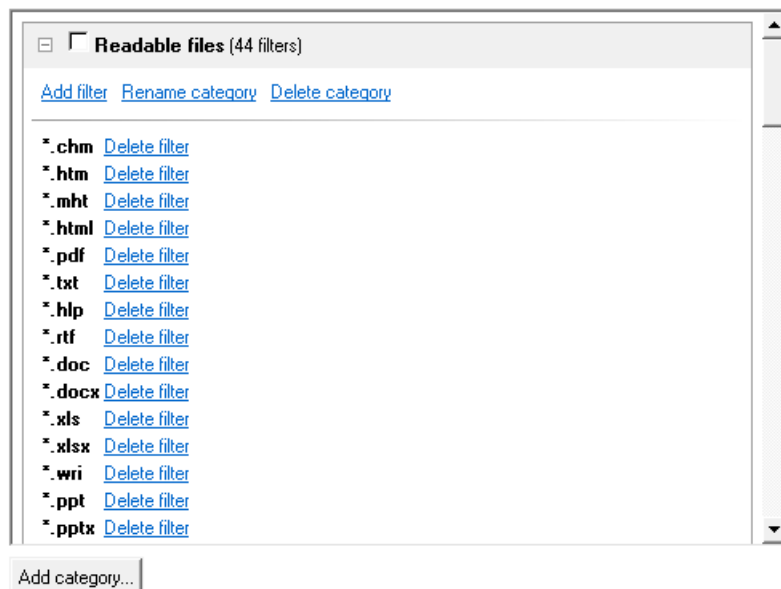 Readable files (44 filters)
Add filter Rename category Delete category
*.chm Delete filter
*.htm Delete filter
*.mht Delete filter
*.html Delete filter
*.pdf Delete filter
*.txt Delete filter
*.hlp Delete filter
*.rtf Delete filter
*.doc Delete filter
*.docx Delete filter
*.xls Delete filter
*.xlsx Delete filter
*.wri Delete filter
*.ppt Delete filter
*.pptx Delete filter
Add category...